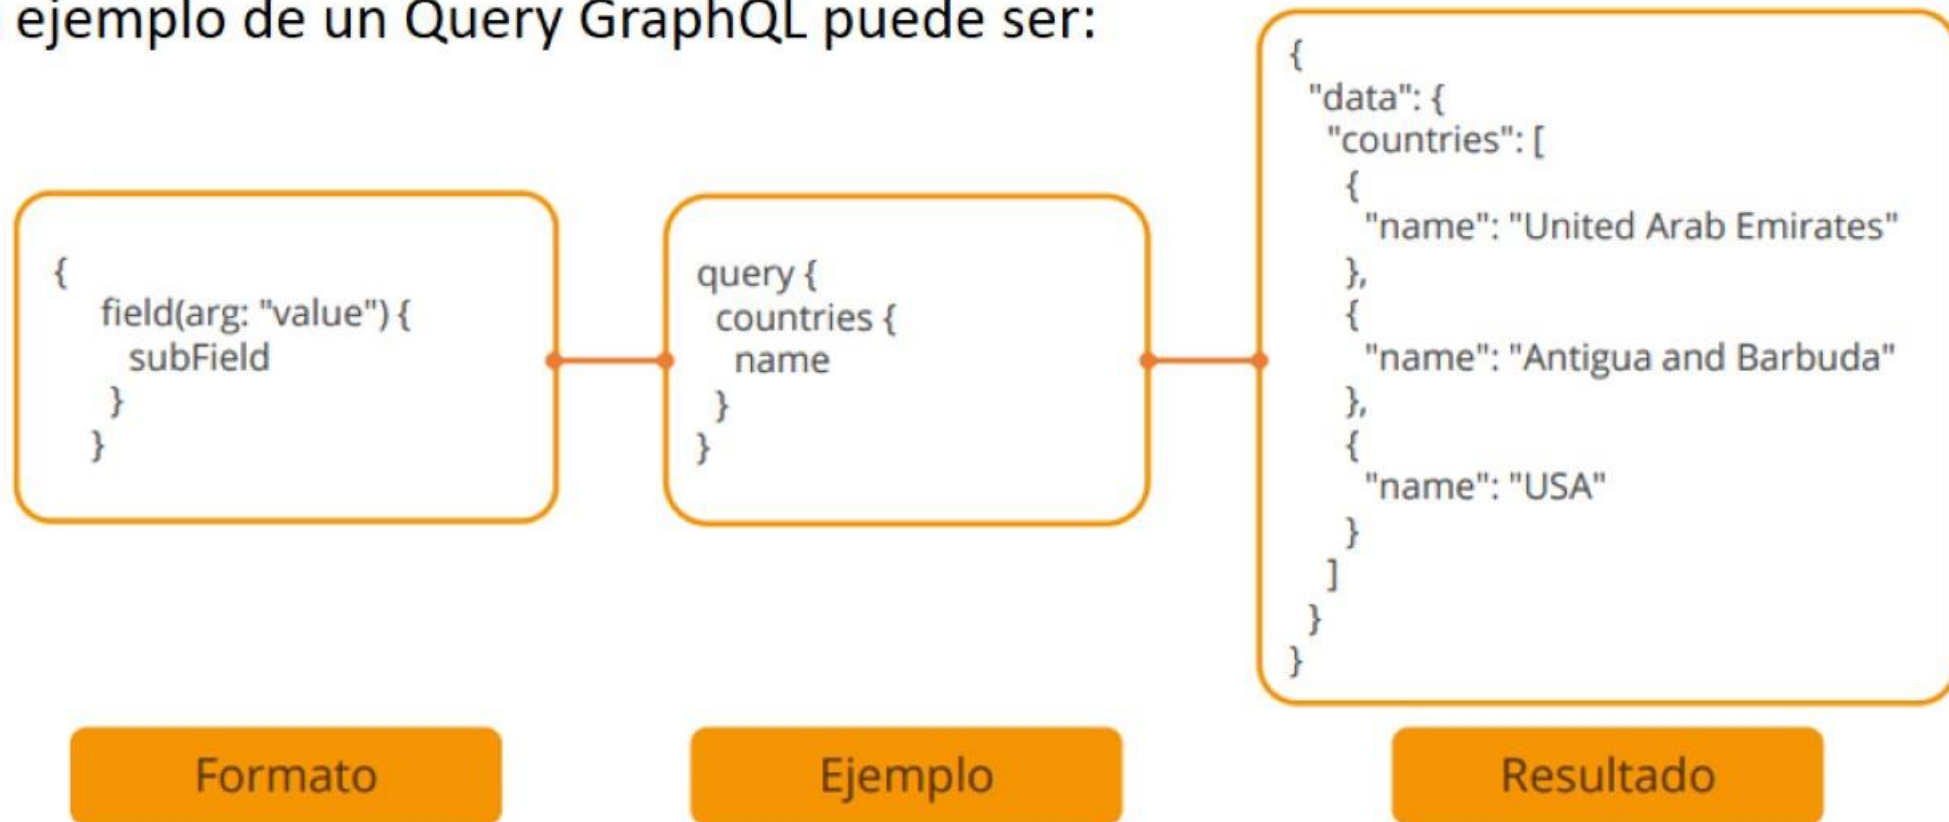 ejemplo de un Query GraphQL puede ser:
{
field(arg: "value") {
subField
}
}
query {
countries {
name
}
}
{
"data": {
"countries": [
{
"name": "United Arab Emirates"
},
{
"name": "Antigua and Barbuda"
},
{
"name": "USA"
}
]
}
}
Formato
Ejemplo
Resultado